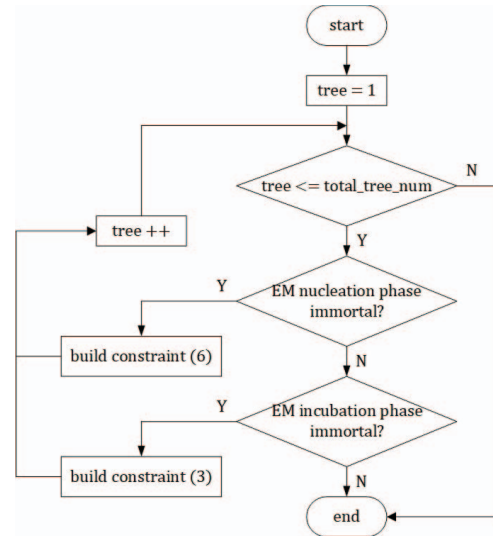 start
tree = 1
tree <= total_tree_num
N
tree ++
Y
EM nucleation phase
immortal?
Y
build constraint (6)
N
EM incubation phase
immortal?
Y
build constraint (3)
N
end